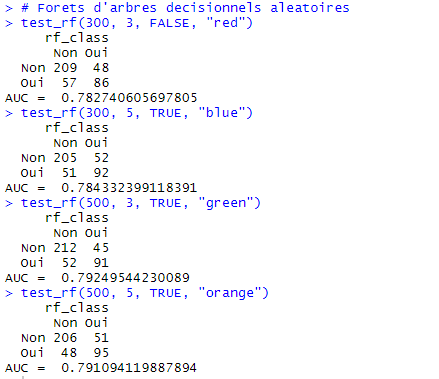 > # Forets d'arbres decisionnels aleatoires
> test_rf(300, 3, FALSE, "red")
rf_class
Non Oui
Non 209 48
Oui 57 86
AUC = 0.782740605697805
> test_rf(300, 5, TRUE, "blue")
rf_class
Non Oui
Non 205 52
Oui 51 92
AUC = 0.784332399118391
> test_rf(500, 3, TRUE, "green")
rf_class
Non Oui
Non 212 45
Oui 52 91
AUC = 0.79249544230089
> test_rf(500, 5, TRUE, "orange")
rf_class
Non Oui
Non 206 51
Oui 48 95
AUC = 0.791094119887894